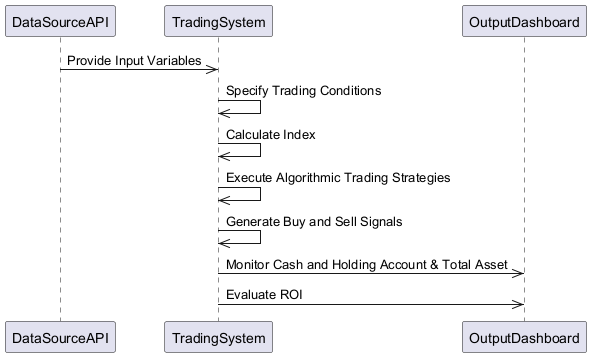 DataSourceAPI TradingSystem OutputDashboard
Provide Input Variables
Specify Trading Conditions
Calculate Index
Execute Algorithmic Trading Strategies
Generate Buy and Sell Signals
Monitor Cash and Holding Account & Total Asset
Evaluate ROI
DataSourceAPI TradingSystem OutputDashboard